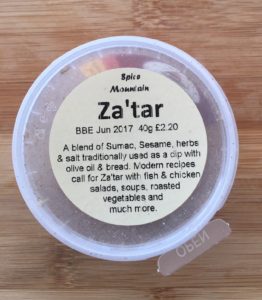 Spice
Mountain
Za'tar
BBE Jun 2017 40g £2.20
A blend of Sumac, Sesame, herbs
& salt traditionally used as a dip with
olive oil & bread. Modern recipes
call for Za'tar with fish & chicken
salads, soups, roasted
vegetables and
much more.
OPEN